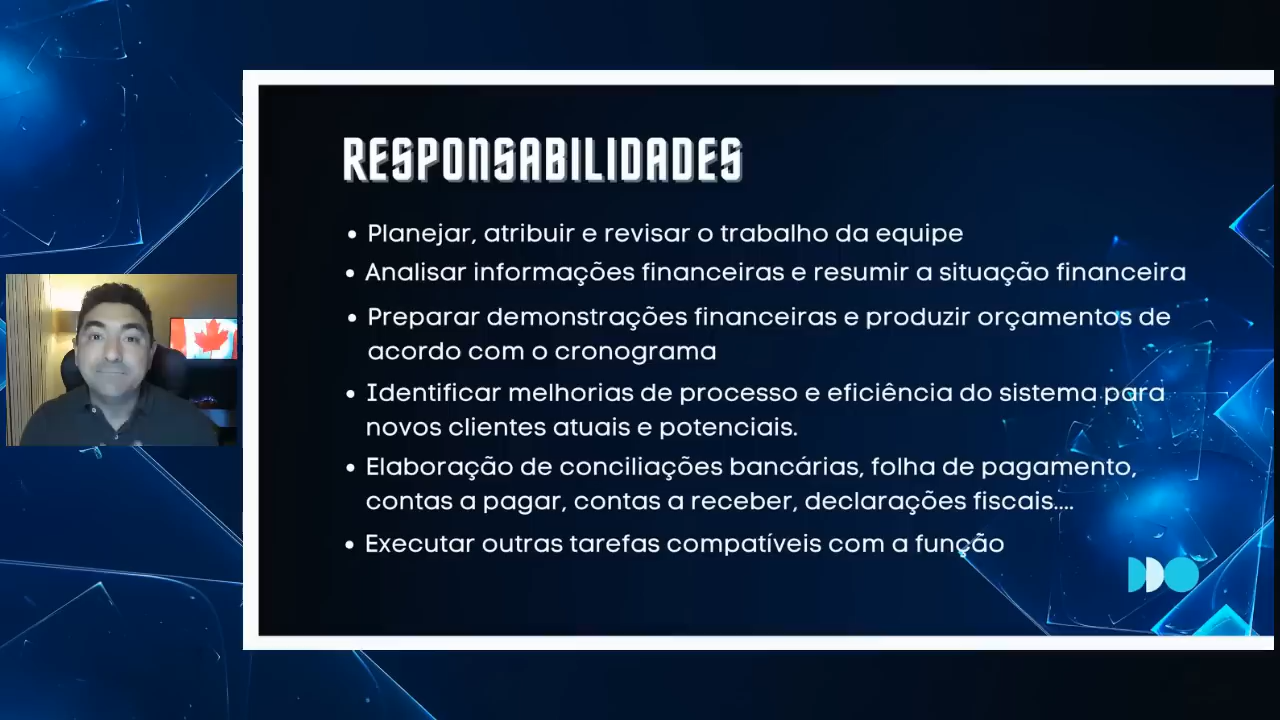 RESPONSABILIDADES
• Planejar, atribuir e revisar o trabalho da equipe
• Analisar informações financeiras e resumir a situação financeira
• Preparar demonstrações financeiras e produzir orçamentos de
acordo com o cronograma
• Identificar melhorias de processo e eficiência do sistema para
novos clientes atuais e potenciais.
• Elaboração de conciliações bancárias, folha de pagamento,
contas a pagar, contas a receber, declarações fiscais....
• Executar outras tarefas compatíveis com a função